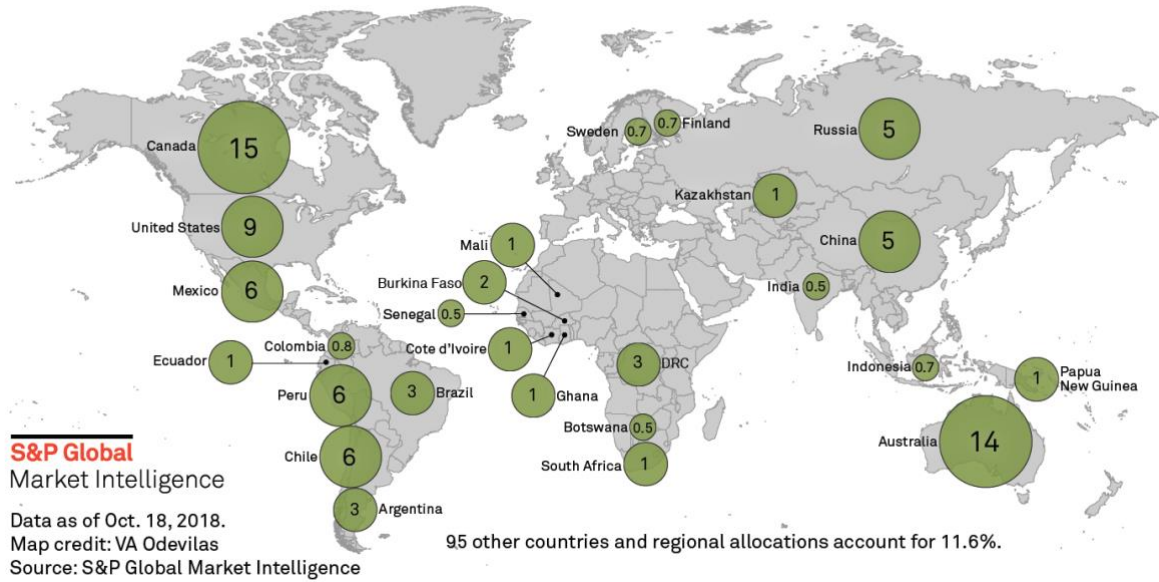 Canada
15
United States
9
Mexico
6
Colombia
0.8
Ecuador
1
Peru
6
Brazil
3
Chile
6
Argentina
3
Sweden
0.7
0.7
Finland
Russia
5
Kazakhstan
1
China
5
India
0.5
Mali
1
Burkina Faso
2
Senegal
0.5
Cote d'Ivoire
1
1
Ghana
3
DRC
Botswana
0.5
South Africa
1
Indonesia
0.7
1
Papua
New Guinea
Australia
14
S&P Global
Market Intelligence
Data as of Oct. 18, 2018.
Map credit: VA Odevilas
Source: S&P Global Market Intelligence
95 other countries and regional allocations account for 11.6%.